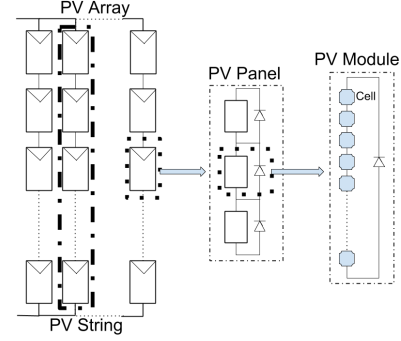 PV Array
PV Panel
PV Module
Cell
PV String